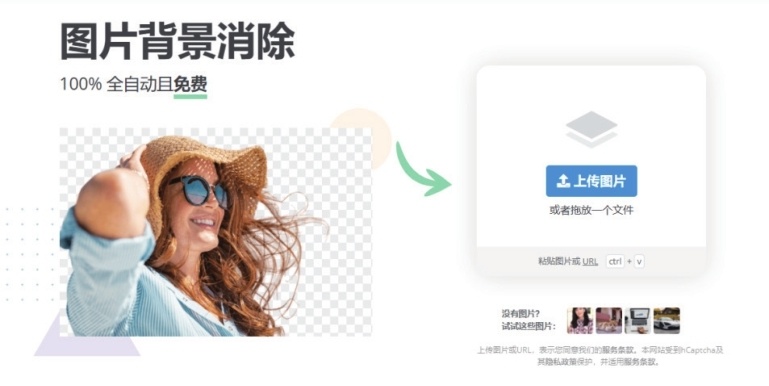 图片背景消除
100% 全自动且免费
上传图片
或者拖放一个文件
粘贴图片或 URL ctrl + v
没有图片?
试试这些图片：
上传图片或URL，表示您同意我们的服务条款。本网站受到hCaptcha及
其隐私政策保护，并适用服务条款。